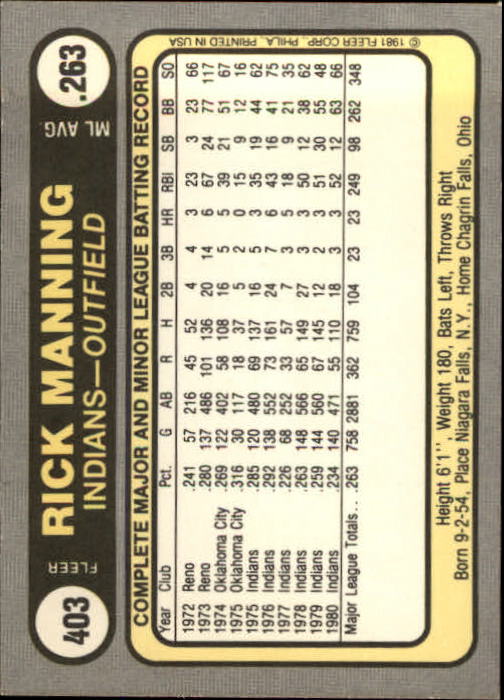 403
FLEER
RICK MANNING
INDIANS—OUTFIELD
ML AVG.
.263
COMPLETE MAJOR AND MINOR LEAGUE BATTING RECORD
Year Club Pct. G AB R H 2B 3B HR RBI SB BB SO
1972 Reno .241 57 216 45 52 4 4 3 23 3 23 66
1973 Reno .280 137 486 101 136 20 14 6 67 24 77 117
1974 Oklahoma City .269 122 402 58 108 16 5 5 39 21 51 67
1975 Oklahoma City .316 30 117 18 37 5 2 0 15 9 12 16
1975 Indians .285 120 480 69 137 16 5 3 35 19 44 62
1976 Indians .292 138 552 73 161 24 7 6 43 16 41 75
1977 Indians .226 68 252 33 57 7 3 5 18 9 21 35
1978 Indians .263 148 566 65 149 27 3 3 50 12 38 62
1979 Indians .259 144 560 67 145 12 2 3 51 30 55 48
1980 Indians .234 140 471 55 110 18 3 3 52 12 63 66
Major League Totals... .263 758 2881 362 759 104 23 23 249 98 262 348
Height 6'1", Weight 180, Bats Left, Throws Right
Born 9-2-54, Place Niagara Falls, N.Y., Home Chagrin Falls, Ohio
© 1981 FLEER CORP., PHILA., PRINTED IN USA